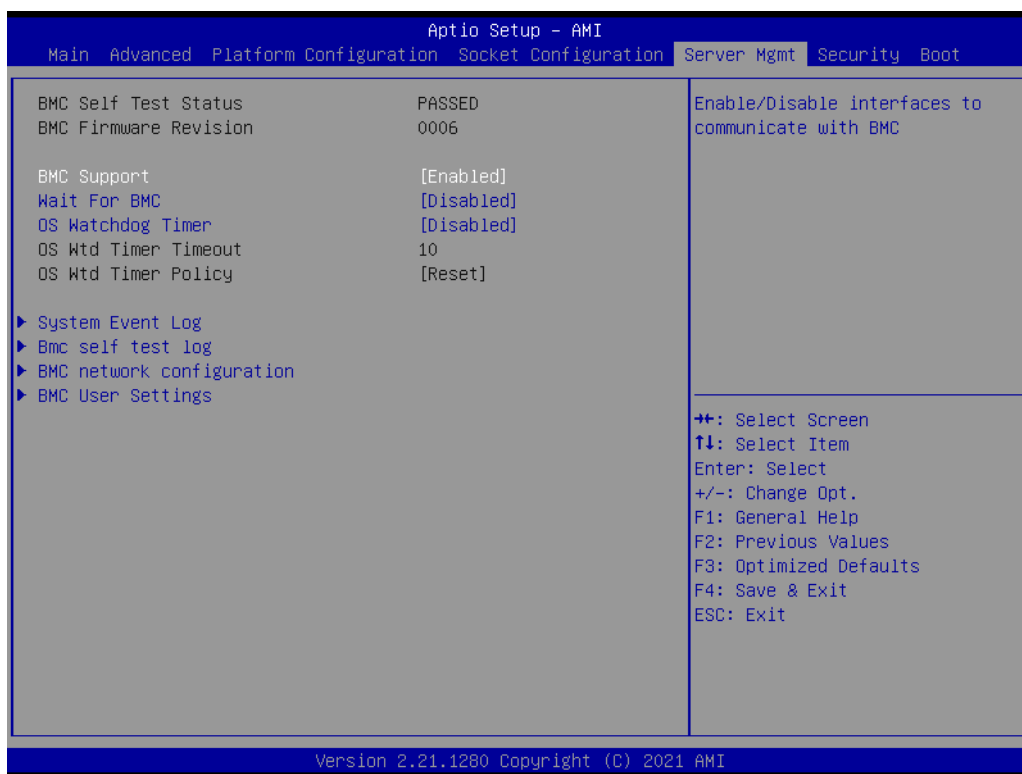 Aptio Setup - AMI
Main Advanced Platform Configuration Socket Configuration Server Mgmt Security Boot
BMC Self Test Status PASSED
BMC Firmware Revision 0006
BMC Support [Enabled]
Wait For BMC [Disabled]
OS Watchdog Timer [Disabled]
OS Wtd Timer Timeout 10
OS Wtd Timer Policy [Reset]
System Event Log
Bmc self test log
BMC network configuration
BMC User Settings
Enable/Disable interfaces to
communicate with BMC
→←: Select Screen
↑↓: Select Item
Enter: Select
+/-: Change Opt.
F1: General Help
F2: Previous Values
F3: Optimized Defaults
F4: Save & Exit
ESC: Exit
Version 2.21.1280 Copyright (C) 2021 AMI